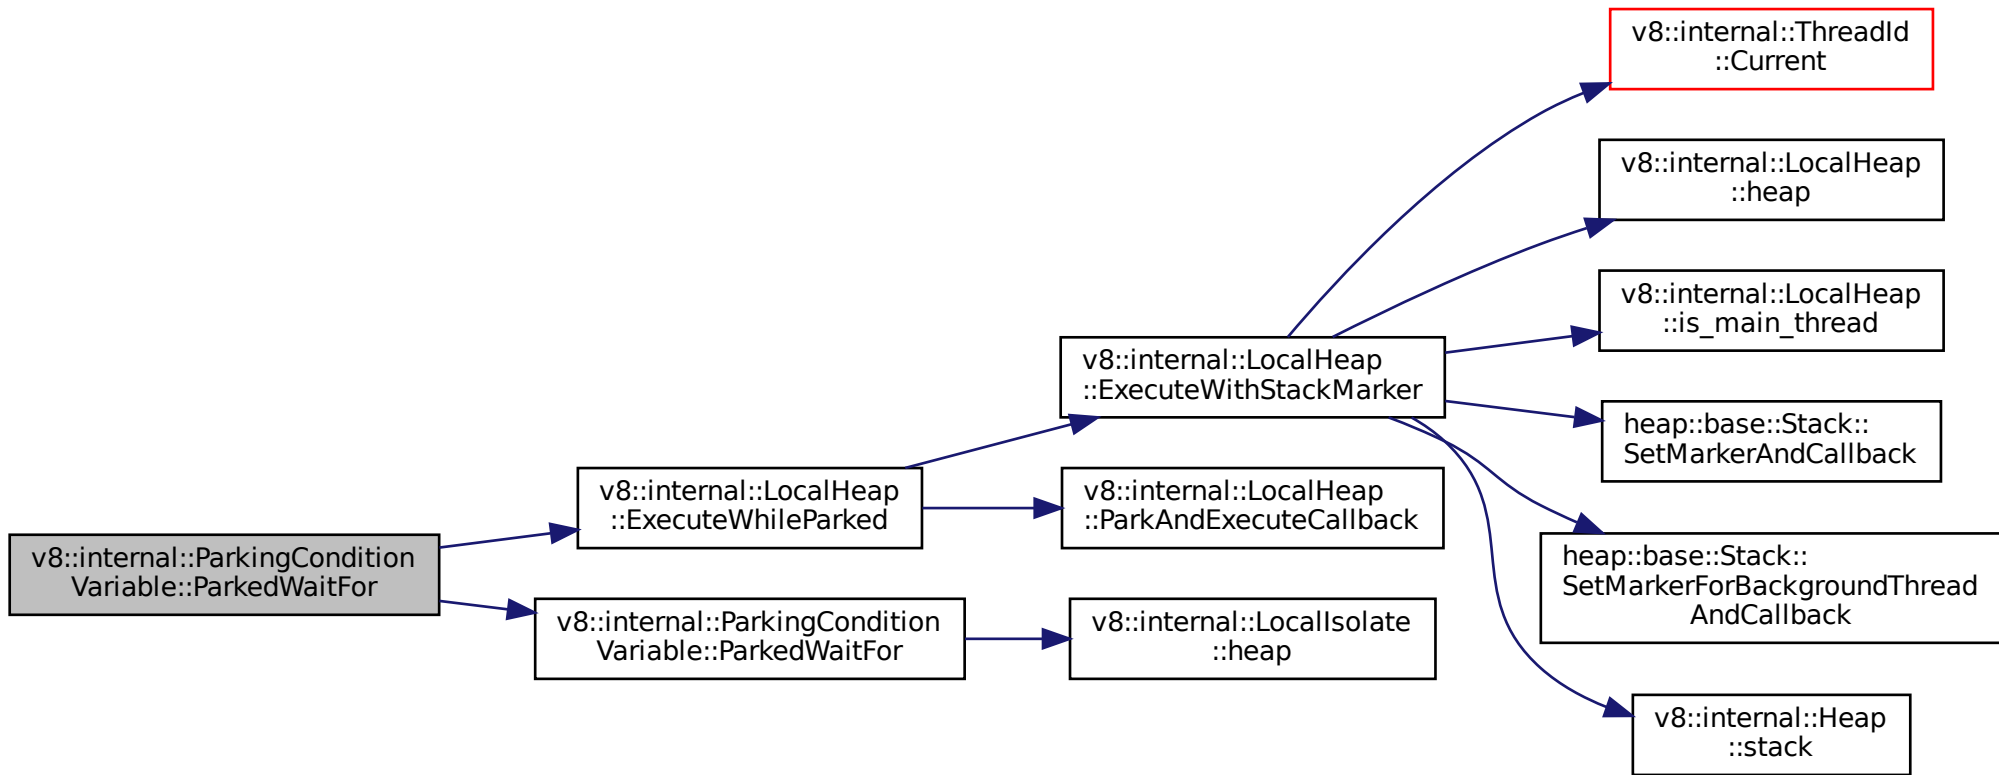 v8::internal::ThreadId
::Current
v8::internal::LocalHeap
::heap
v8::internal::LocalHeap
::is_main_thread
v8::internal::LocalHeap
::ExecuteWithStackMarker
heap::base::Stack::
SetMarkerAndCallback
v8::internal::LocalHeap
::ExecuteWhileParked
v8::internal::LocalHeap
::ParkAndExecuteCallback
v8::internal::ParkingCondition
Variable::ParkedWaitFor
heap::base::Stack::
SetMarkerForBackgroundThread
AndCallback
v8::internal::ParkingCondition
Variable::ParkedWaitFor
v8::internal::LocalIsolate
::heap
v8::internal::Heap
::stack